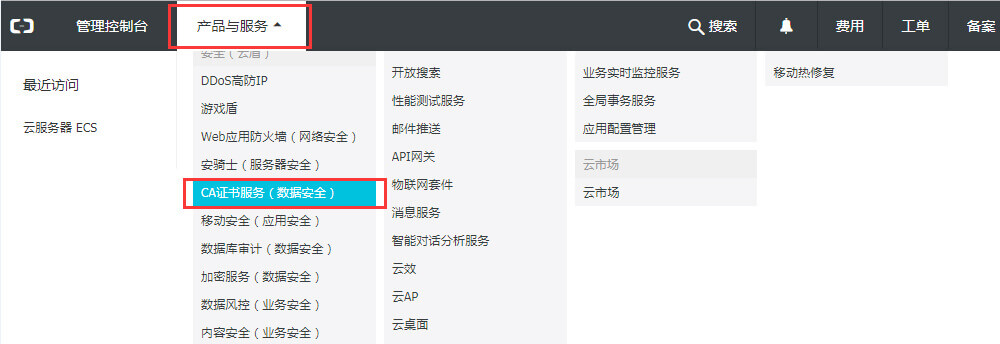 管理控制台
产品与服务
搜索
费用
工单
备案
最近访问
云服务器 ECS
安全（云盾）
DDoS高防IP
游戏盾
Web应用防火墙（网络安全）
安骑士（服务器安全）
CA证书服务（数据安全）
移动安全（应用安全）
数据库审计（数据安全）
加密服务（数据安全）
数据风控（业务安全）
内容安全（业务安全）
开放搜索
性能测试服务
邮件推送
API网关
物联网套件
消息服务
智能对话分析服务
云效
云AP
云桌面
业务实时监控服务
全局事务服务
应用配置管理
云市场
云市场
移动热修复